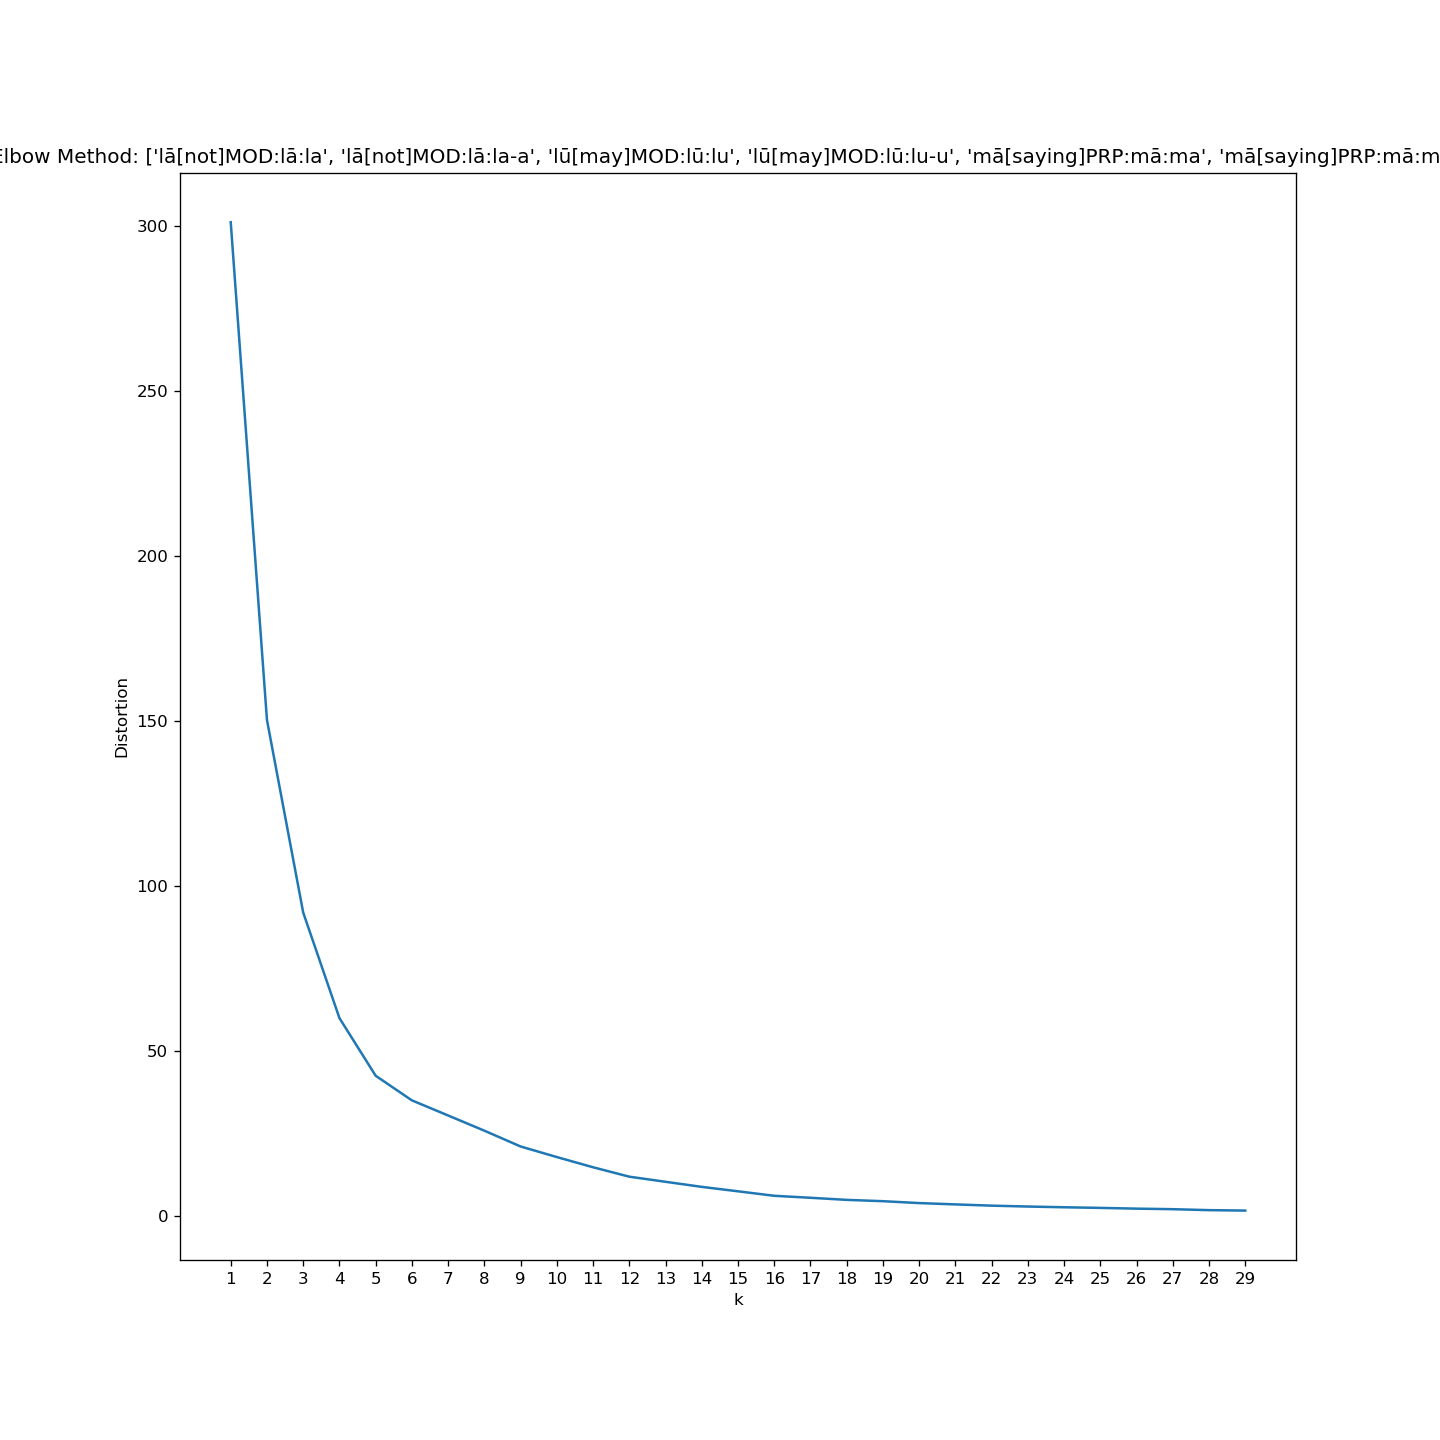 Elbow Method: ['lā[not]MOD:lā:la', 'lā[not]MOD:lā:la-a', 'lū[may]MOD:lū:lu', 'lū[may]MOD:lū:lu-u', 'mā[saying]PRP:mā:ma', 'mā[saying]PRP:mā:m
300
250
200
150
100
50
0
Distortion
1 2 3 4 5 6 7 8 9 10 11 12 13 14 15 16 17 18 19 20 21 22 23 24 25 26 27 28 29
k